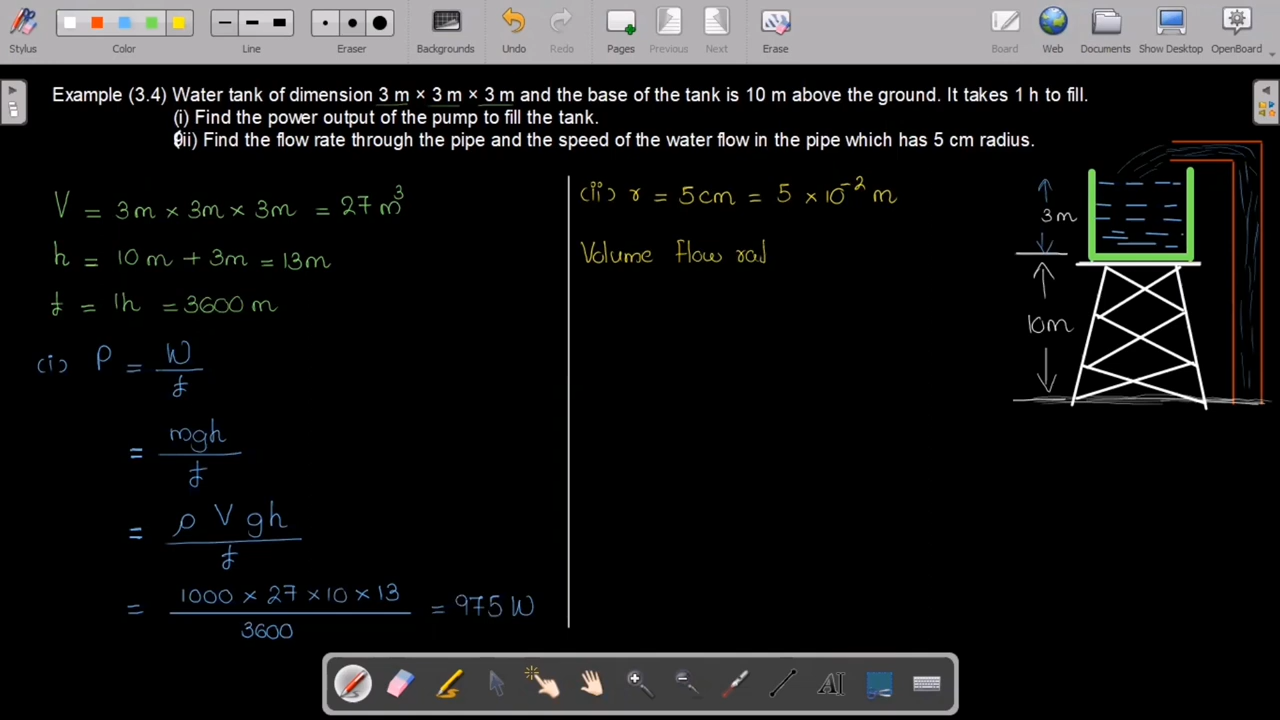 Stylus
Color
Line
Eraser
Backgrounds
Undo
Redo
Pages
Previous
Next
Erase
Board
Web
Documents
Show Desktop
OpenBoard
Example (3.4) Water tank of dimension 3 m × 3 m × 3 m and the base of the tank is 10 m above the ground. It takes 1 h to fill.
(i) Find the power output of the pump to fill the tank.
(ii) Find the flow rate through the pipe and the speed of the water flow in the pipe which has 5 cm radius.
V = 3m × 3m × 3m = 27 m³
h = 10 m + 3m = 13m
t = 1h = 3600 m
(i) P = W/t
= mgh/t
= ρ V gh/t
= 1000 × 27 × 10 × 13/3600 = 975 W
(ii) r = 5 cm = 5 × 10⁻² m
Volume flow rat
3m
10m